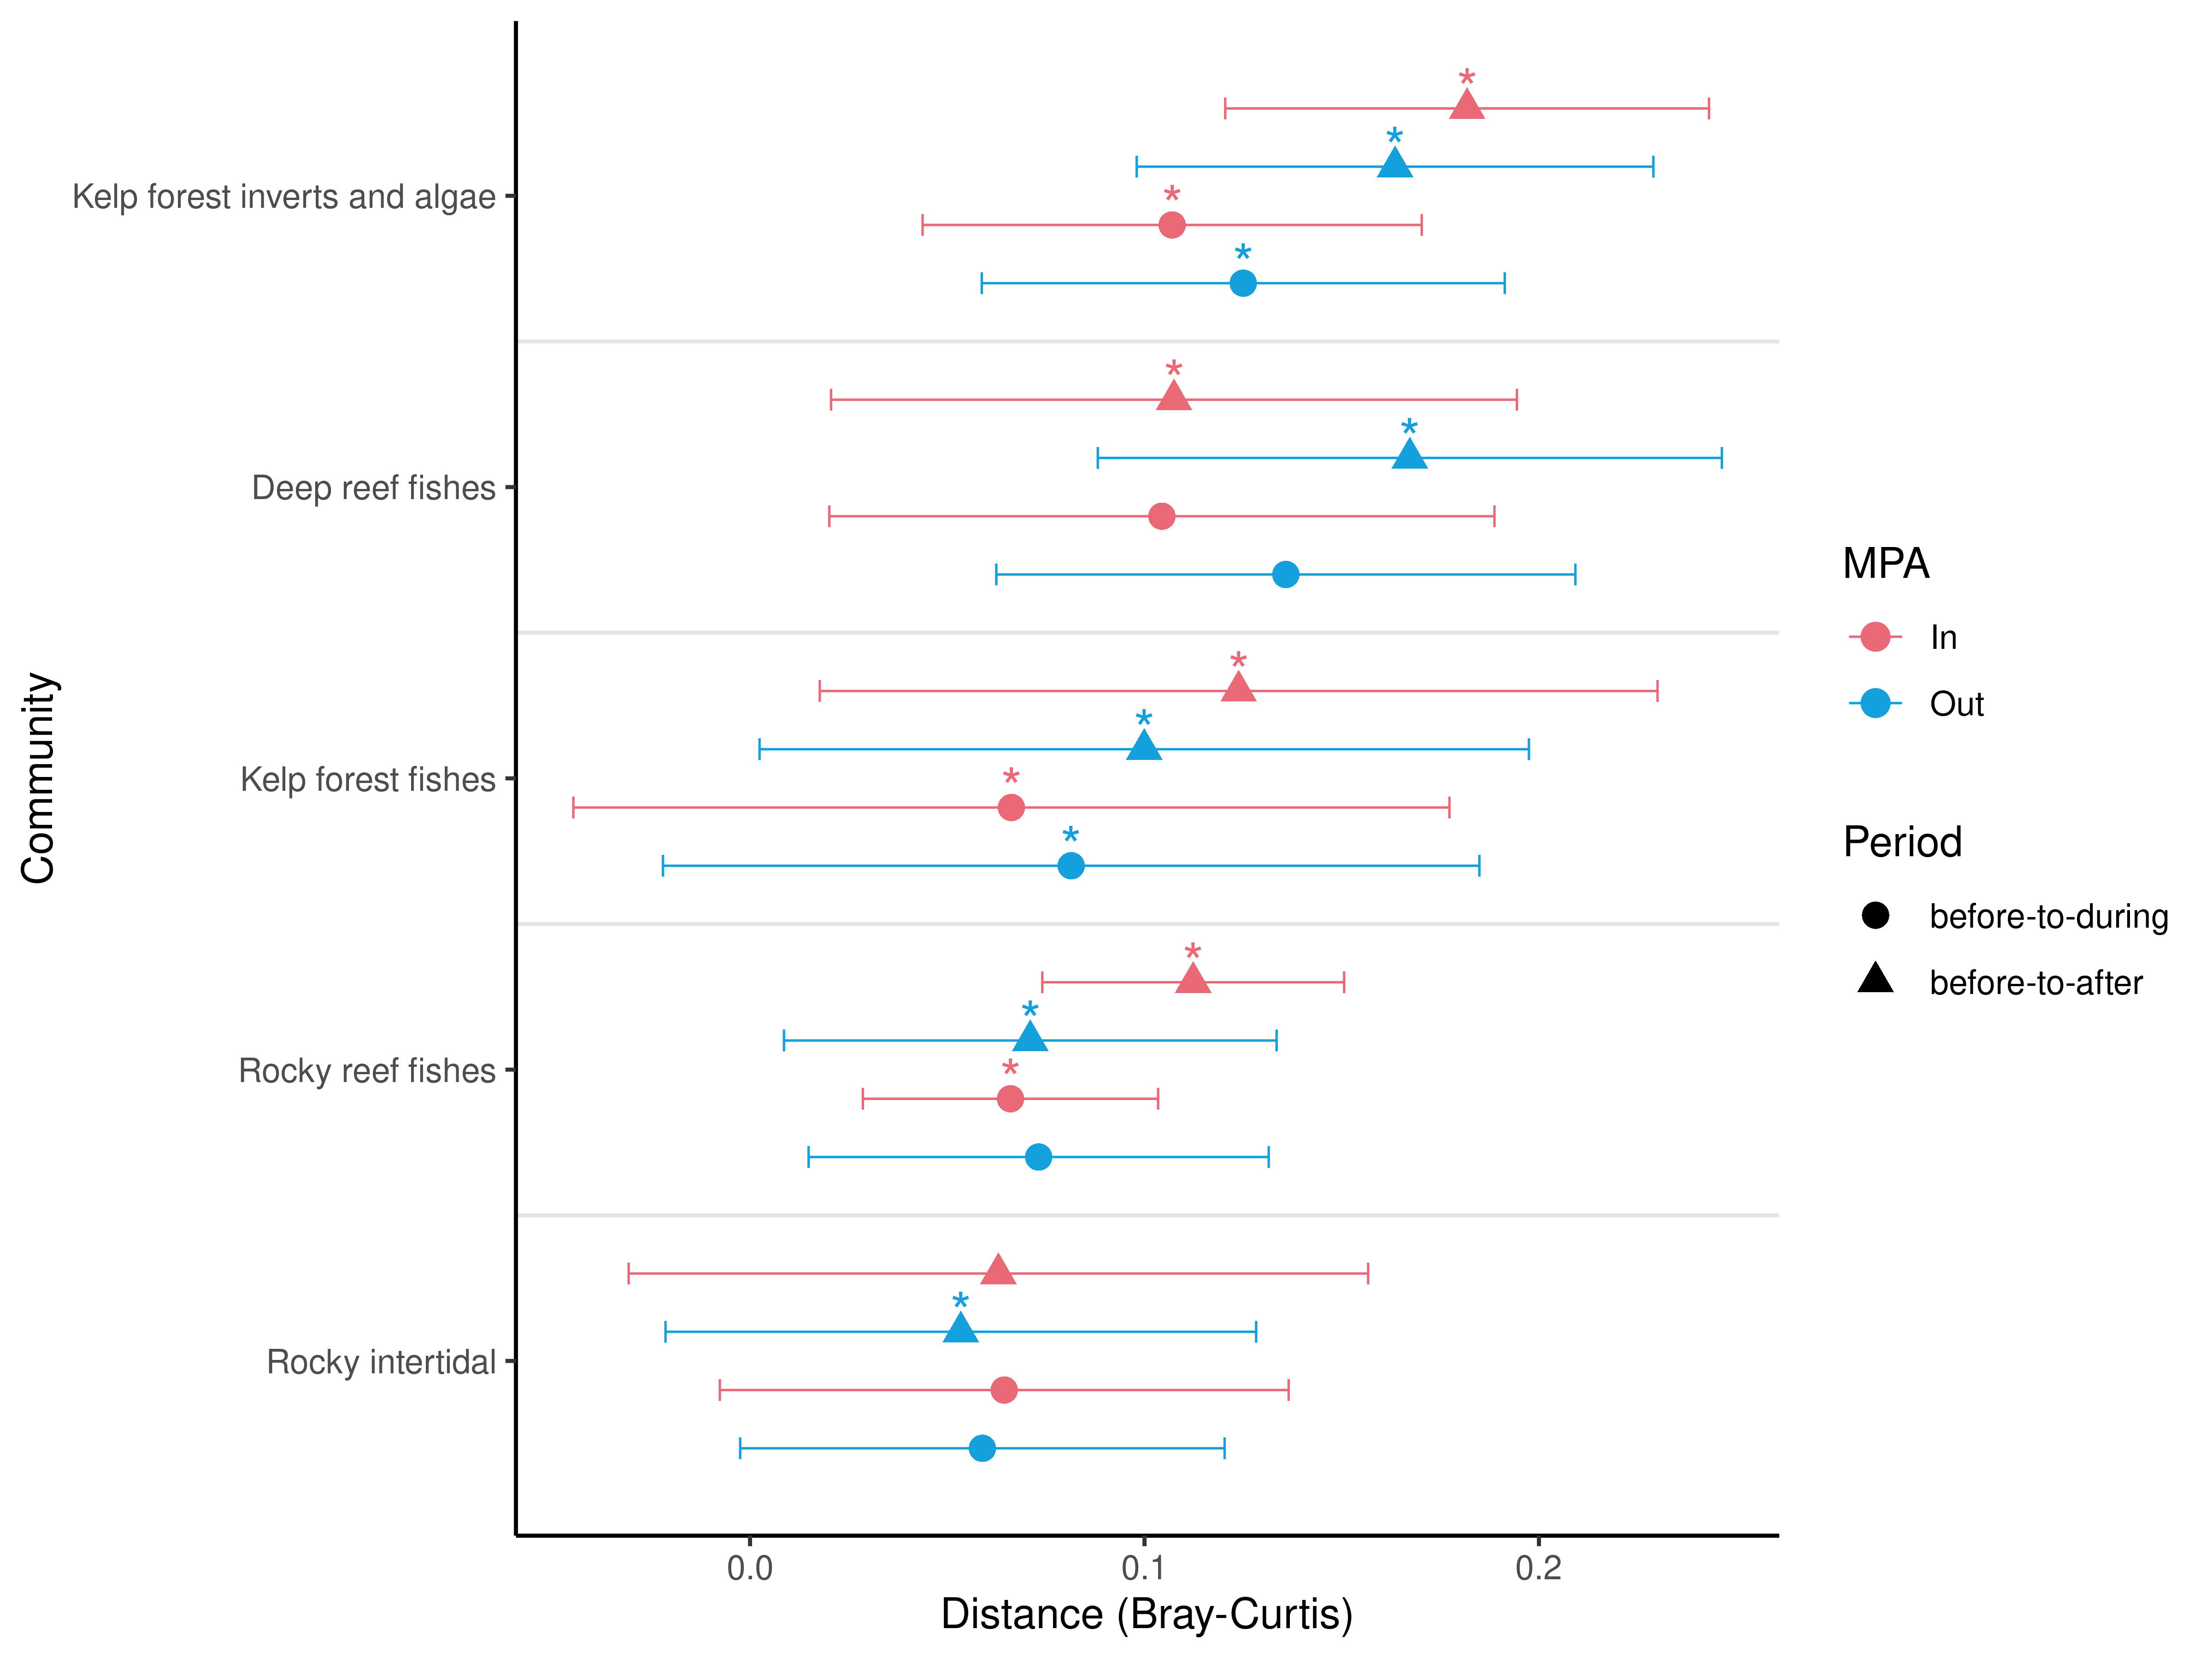 Community
Kelp forest inverts and algae
Deep reef fishes
Kelp forest fishes
Rocky reef fishes
Rocky intertidal
*
*
*
*
*
*
*
*
*
*
*
*
*
*
0.0 0.1 0.2
Distance (Bray-Curtis)
MPA
In
Out
Period
before-to-during
before-to-after